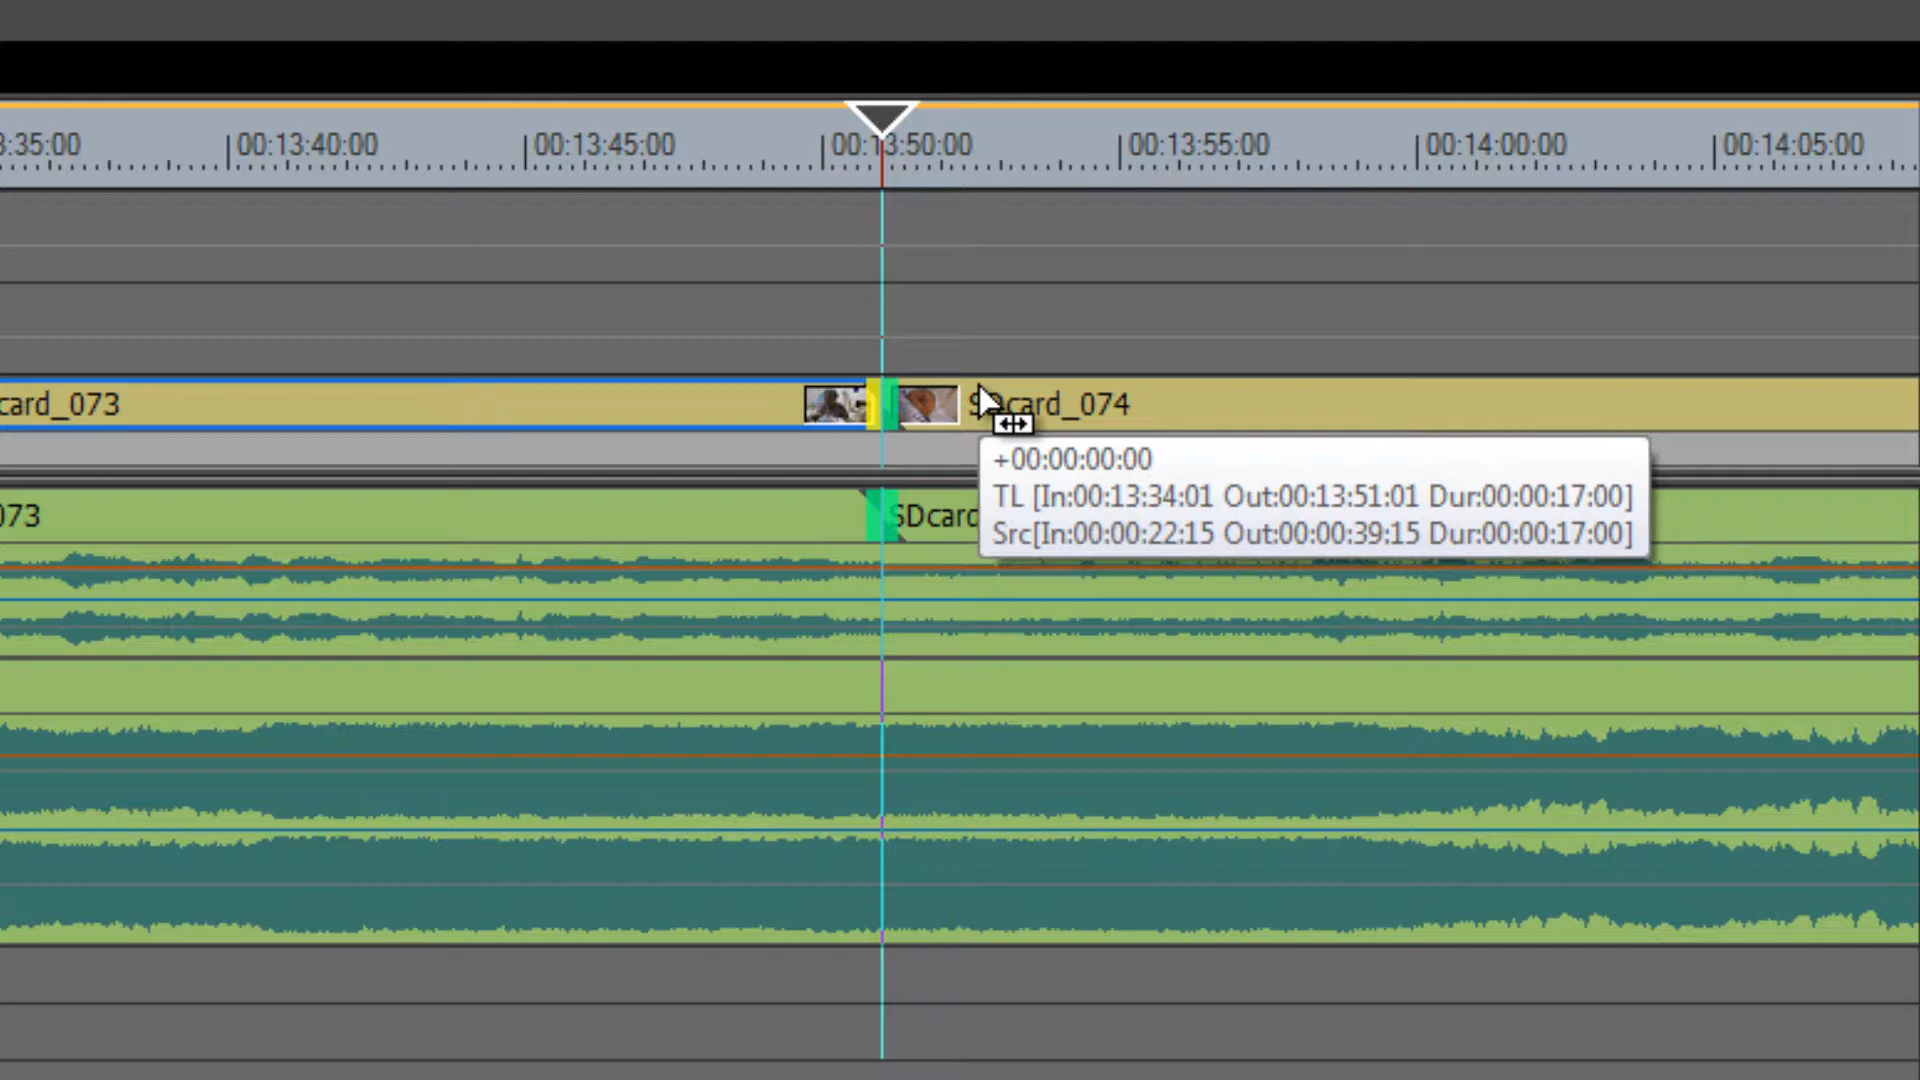 3:35:00 00:13:40:00 00:13:45:00 00:13:50:00 00:13:55:00 00:14:00:00 00:14:05:00
card_073 SDcard_074
+00:00:00:00
TL [In:00:13:34:01 Out:00:13:51:01 Dur:00:00:17:00]
073 SDcard
Src[In:00:00:22:15 Out:00:00:39:15 Dur:00:00:17:00]